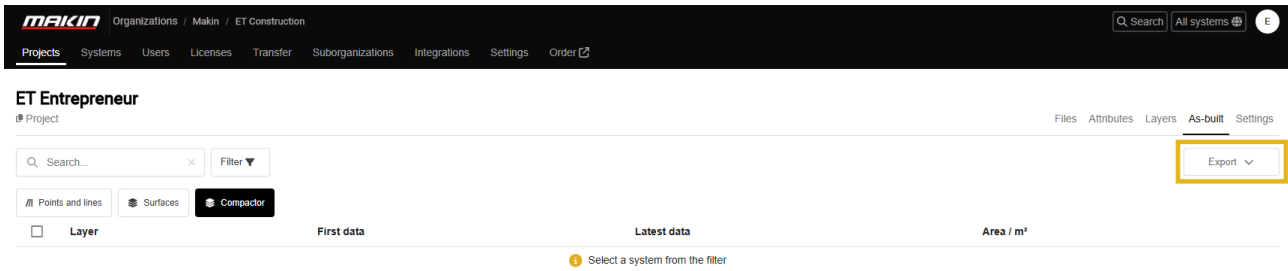 MAKIN Organizations / Makin / ET Construction Search All systems E
Projects Systems Users Licenses Transfer Suborganizations Integrations Settings Order
ET Entrepreneur
Project Files Attributes Layers As-built Settings
Search... Filter Export
Points and lines Surfaces Compactor
Layer First data Latest data Area / m²
Select a system from the filter